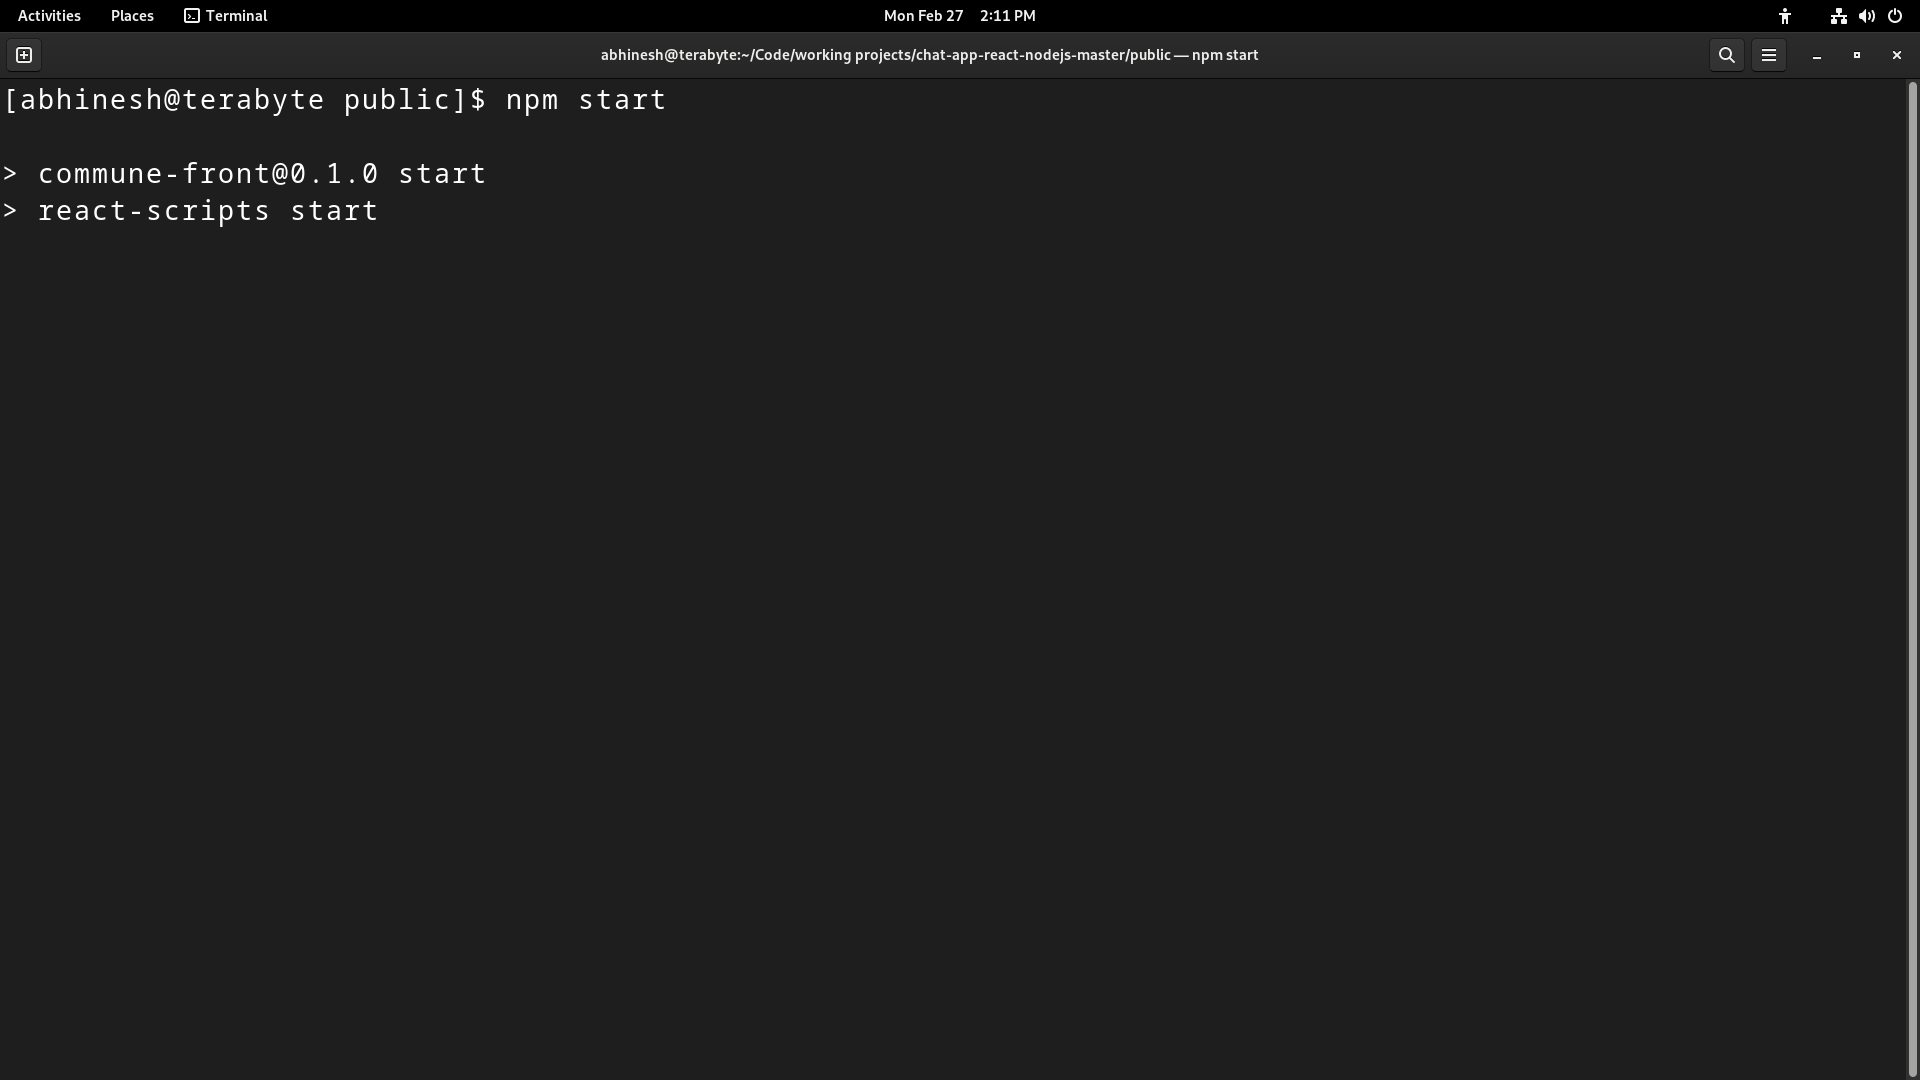 Activities Places Terminal Mon Feb 27 2:11 PM
abhinesh@terabyte:~/Code/working projects/chat-app-react-nodejs-master/public — npm start
[abhinesh@terabyte public]$ npm start
> commune-front@0.1.0 start
> react-scripts start